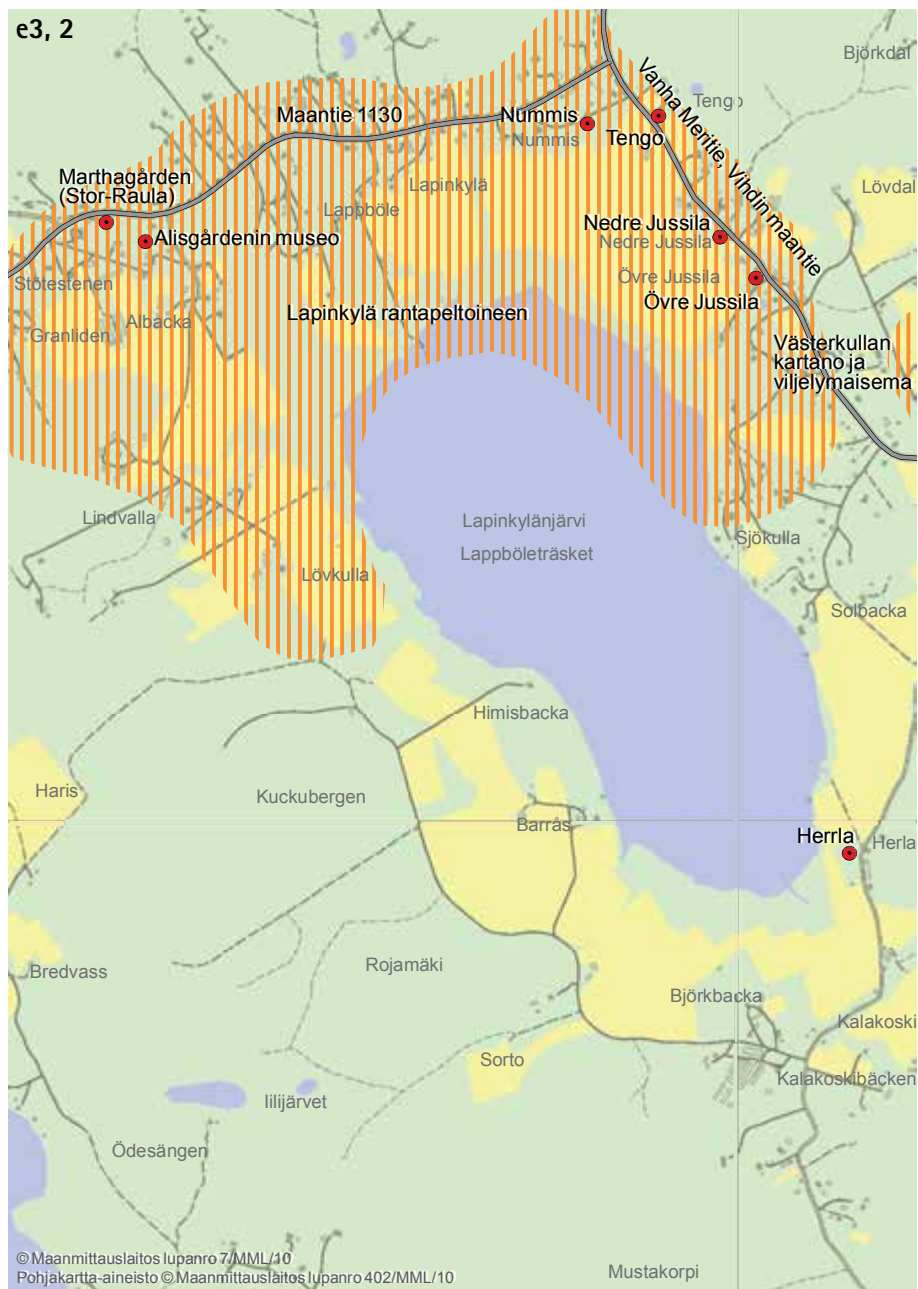 e3, 2
Björkdal
Vanha Meritie, Vihdin maantie
Tengo
Maantie 1130
Nummis
Nummis
Tengo
Marthagården
(Stor-Raula)
Lapinkylä
Lövdal
Lappböle
Nedre Jussila
Nedre Jussila
Alisgårdenin museo
Stötestenen
Övre Jussila
Övre Jussila
Lapinkylä rantapeltoineen
Albacka
Granliden
Västerkullan
kartano ja
viljelymaisema
Lindvalla
Lapinkylänjärvi
Lappböleträsket
Sjökulla
Lövkulla
Solbacka
Himisbacka
Haris
Kuckubergen
Barrås
Herrla
Herla
Rojamäki
Bredvass
Björkbacka
Kalakoski
Sorto
Kalakoskibäcken
Iilijärvet
Ödesängen
© Maanmittauslaitos lupanro 7/MML/10
Pohjakartta-aineisto © Maanmittauslaitos lupanro 402/MML/10
Mustakorpi